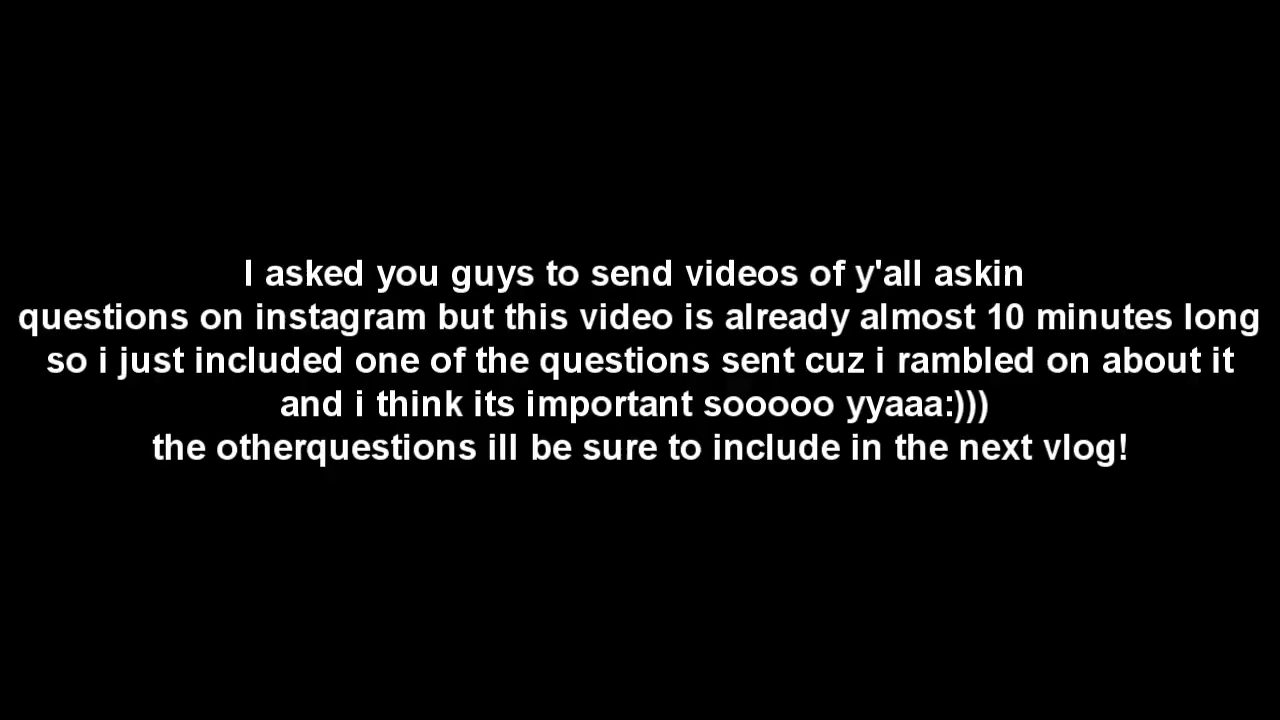 I asked you guys to send videos of y'all askin
questions on instagram but this video is already almost 10 minutes long
so i just included one of the questions sent cuz i rambled on about it
and i think its important sooooo yyaaa:)))
the otherquestions ill be sure to include in the next vlog!